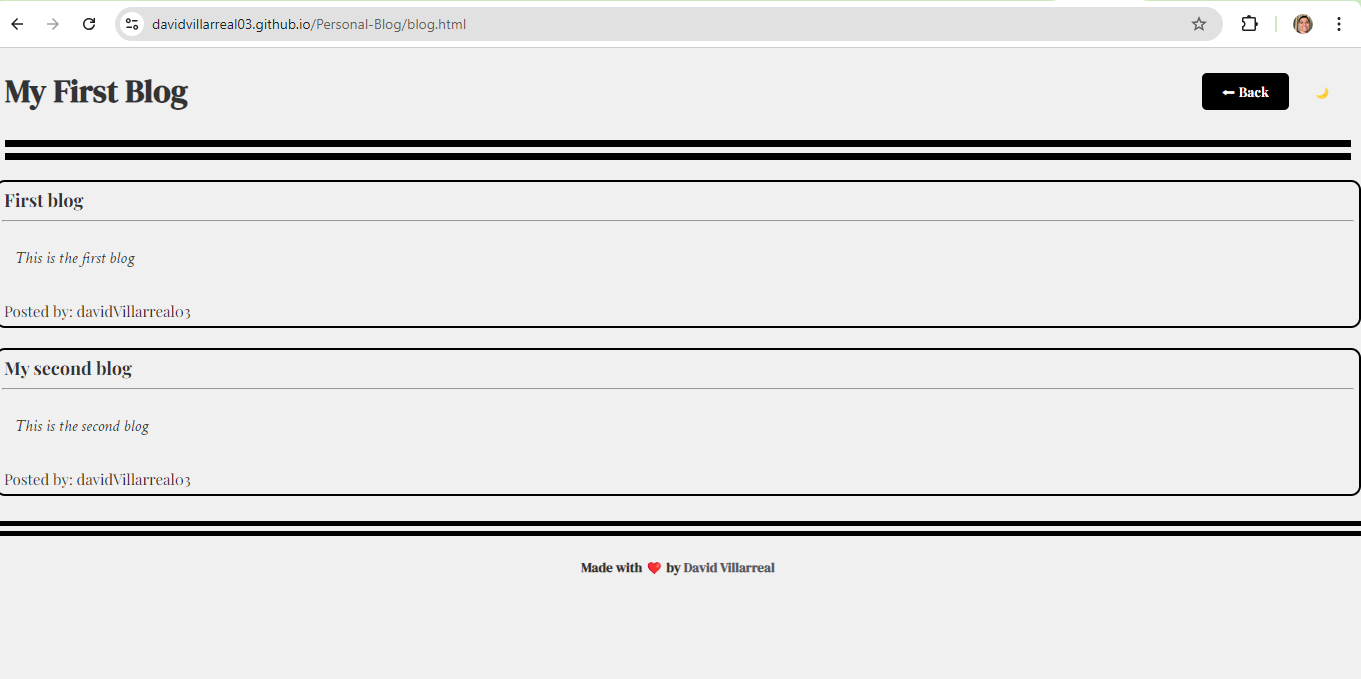 davidvillarreal03.github.io/Personal-Blog/blog.html
My First Blog
⬅ Back
🌙
First blog
This is the first blog
Posted by: davidVillarreal03
My second blog
This is the second blog
Posted by: davidVillarreal03
Made with ❤️ by David Villarreal